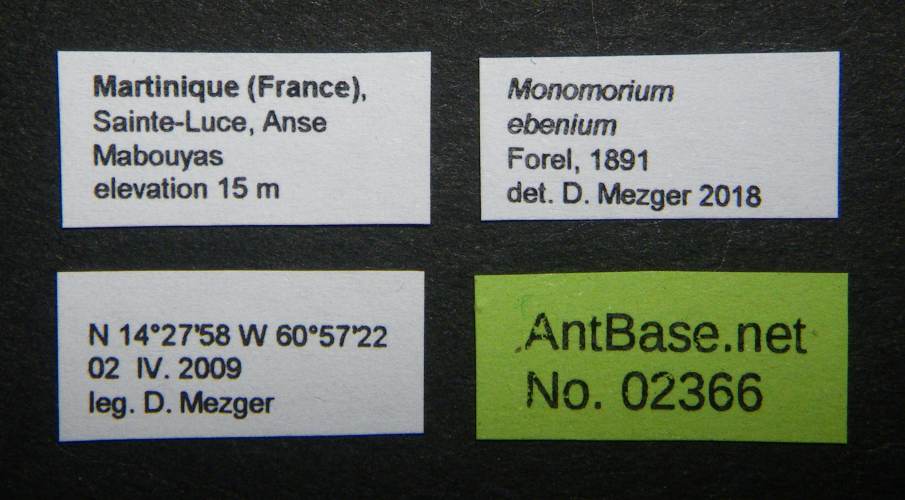 Martinique (France),
Sainte-Luce, Anse
Mabouyas
elevation 15 m
Monomorium
ebenium
Forel, 1891
det. D. Mezger 2018
N 14°27'58 W 60°57'22
02 IV. 2009
leg. D. Mezger
AntBase.net
No. 02366